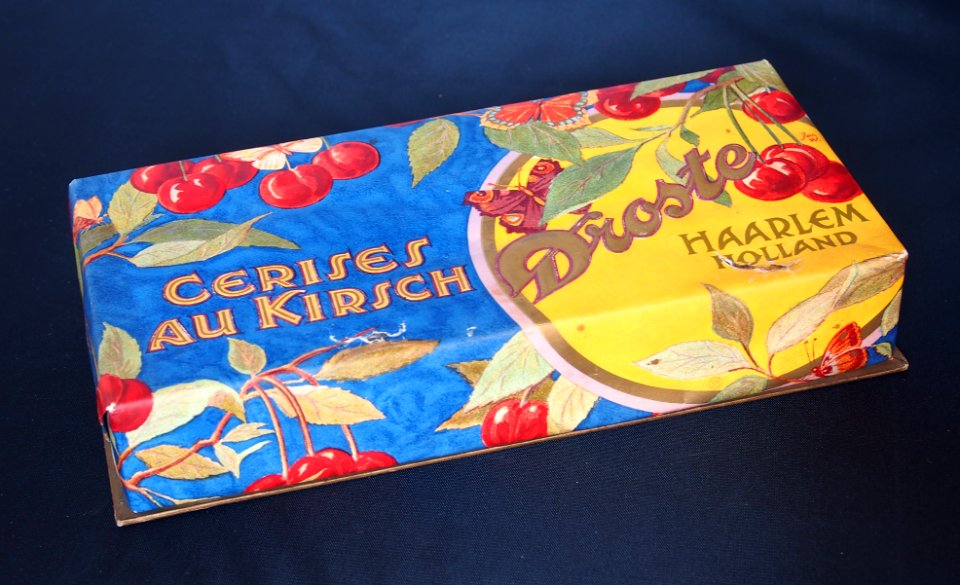 CERISES
AU KIRSCH
Droste
HAARLEM
HOLLAND